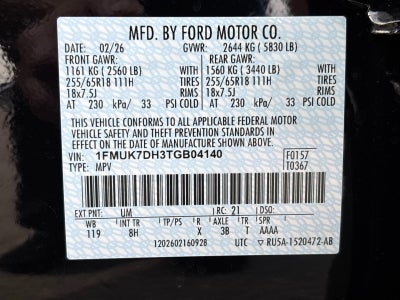 MFD. BY FORD MOTOR CO.
DATE: 02/26 GVWR: 2644 KG ( 5830 LB)
FRONT GAWR: REAR GAWR:
1161 KG ( 2560 LB) WITH 1560 KG ( 3440 LB) WITH
255/65R18 111H TIRES 255/65R18 111H TIRES
18x7.5J RIMS 18x7.5J RIMS
AT 230 kPa/ 33 PSI COLD AT 230 kPa/ 33 PSI COLD
THIS VEHICLE CONFORMS TO ALL APPLICABLE FEDERAL MOTOR
VEHICLE SAFETY AND THEFT PREVENTION STANDARDS IN
EFFECT ON THE DATE OF MANUFACTURE SHOWN ABOVE.
VIN: 1FMUK7DH3TGB04140 F0157
TYPE: MPV T0367
EXT PNT: UM RC: 21 DSO:
WB INT TR TP/PS R AXLE TR SPR
119 8H X 3B T AAAA
1202602160928 UTC RU5A-1520472-AB